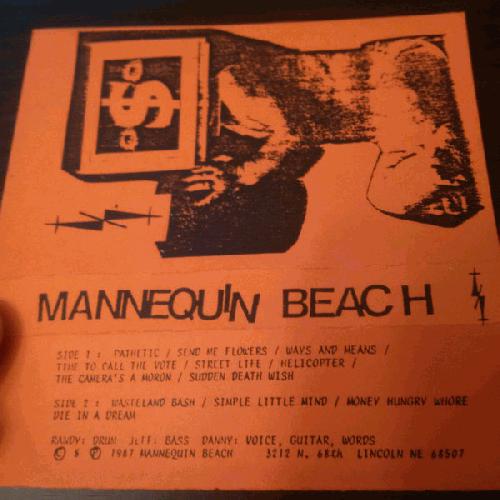 $
MANNEQUIN BEACH
SIDE 1: PATHETIC / SEND ME FLOWERS / WAYS AND MEANS /
TIME TO CALL THE VOTE / STREET LIFE / HELICOPTER /
THE CAMERA'S A MORON / SUDDEN DEATH WISH
SIDE 2: WASTELAND BASH / SIMPLE LITTLE MIND / MONEY HUNGRY WHORE
DIE IN A DREAM
RANDY: DRUM JEFF: BASS DANNY: VOICE, GUITAR, WORDS
© & ℗ 1987 MANNEQUIN BEACH 3212 N. 68th LINCOLN NE 68507